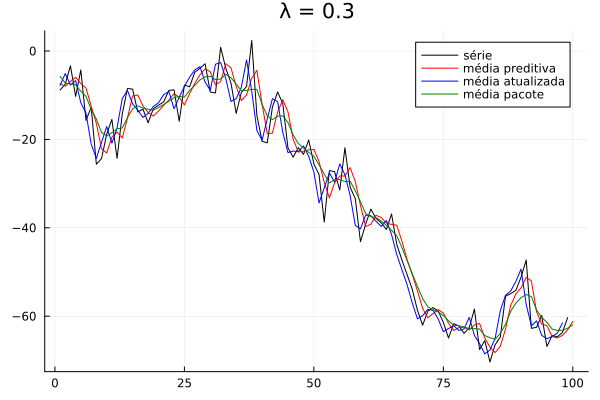 λ = 0.3
série
média preditiva
média atualizada
média pacote
0
−20
−40
−60
0
25
50
75
100